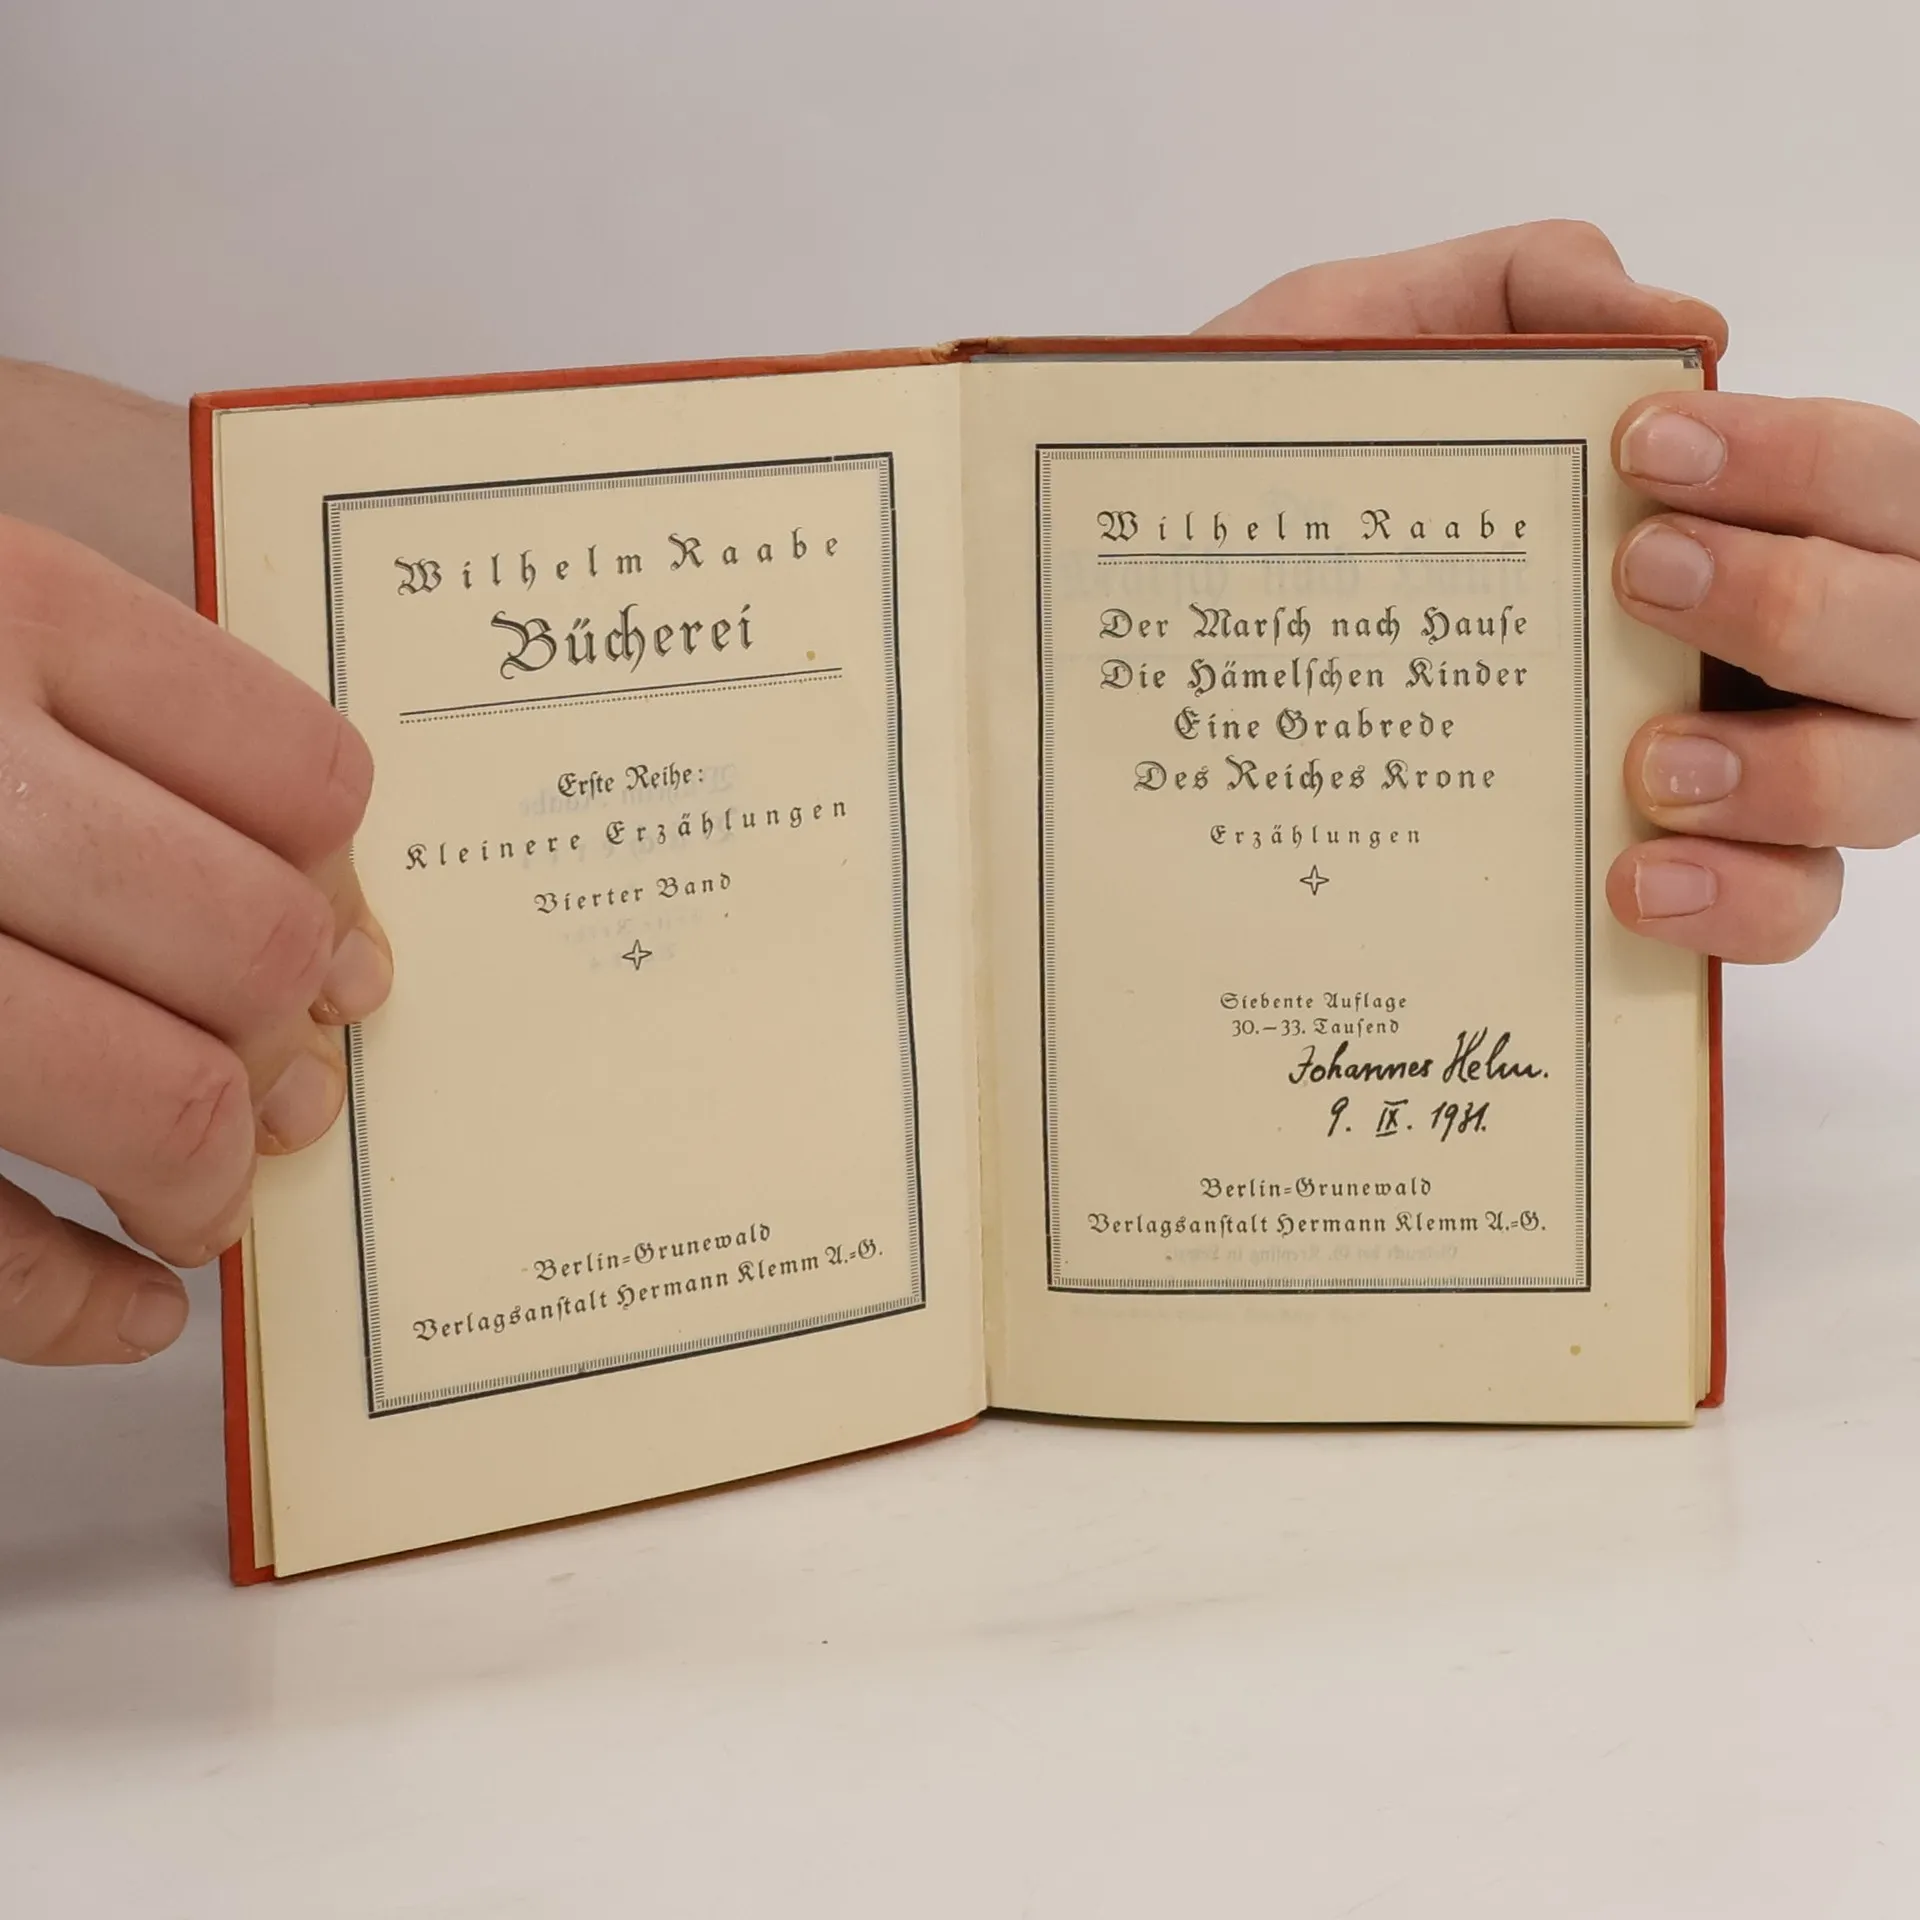 Wilhelm Raabe
Bücherei
Erſte Reihe:
Kleinere Erzählungen
Vierter Band
Berlin=Grunewald
Verlagsanſtalt Hermann Klemm A.=G.
Wilhelm Raabe
Der Marſch nach Hauſe
Die Hämelſchen Kinder
Eine Grabrede
Des Reiches Krone
Erzählungen
Siebente Auflage
30.–33. Tauſend
Johannes Helm.
9. IX. 1931.
Berlin=Grunewald
Verlagsanſtalt Hermann Klemm A.=G.